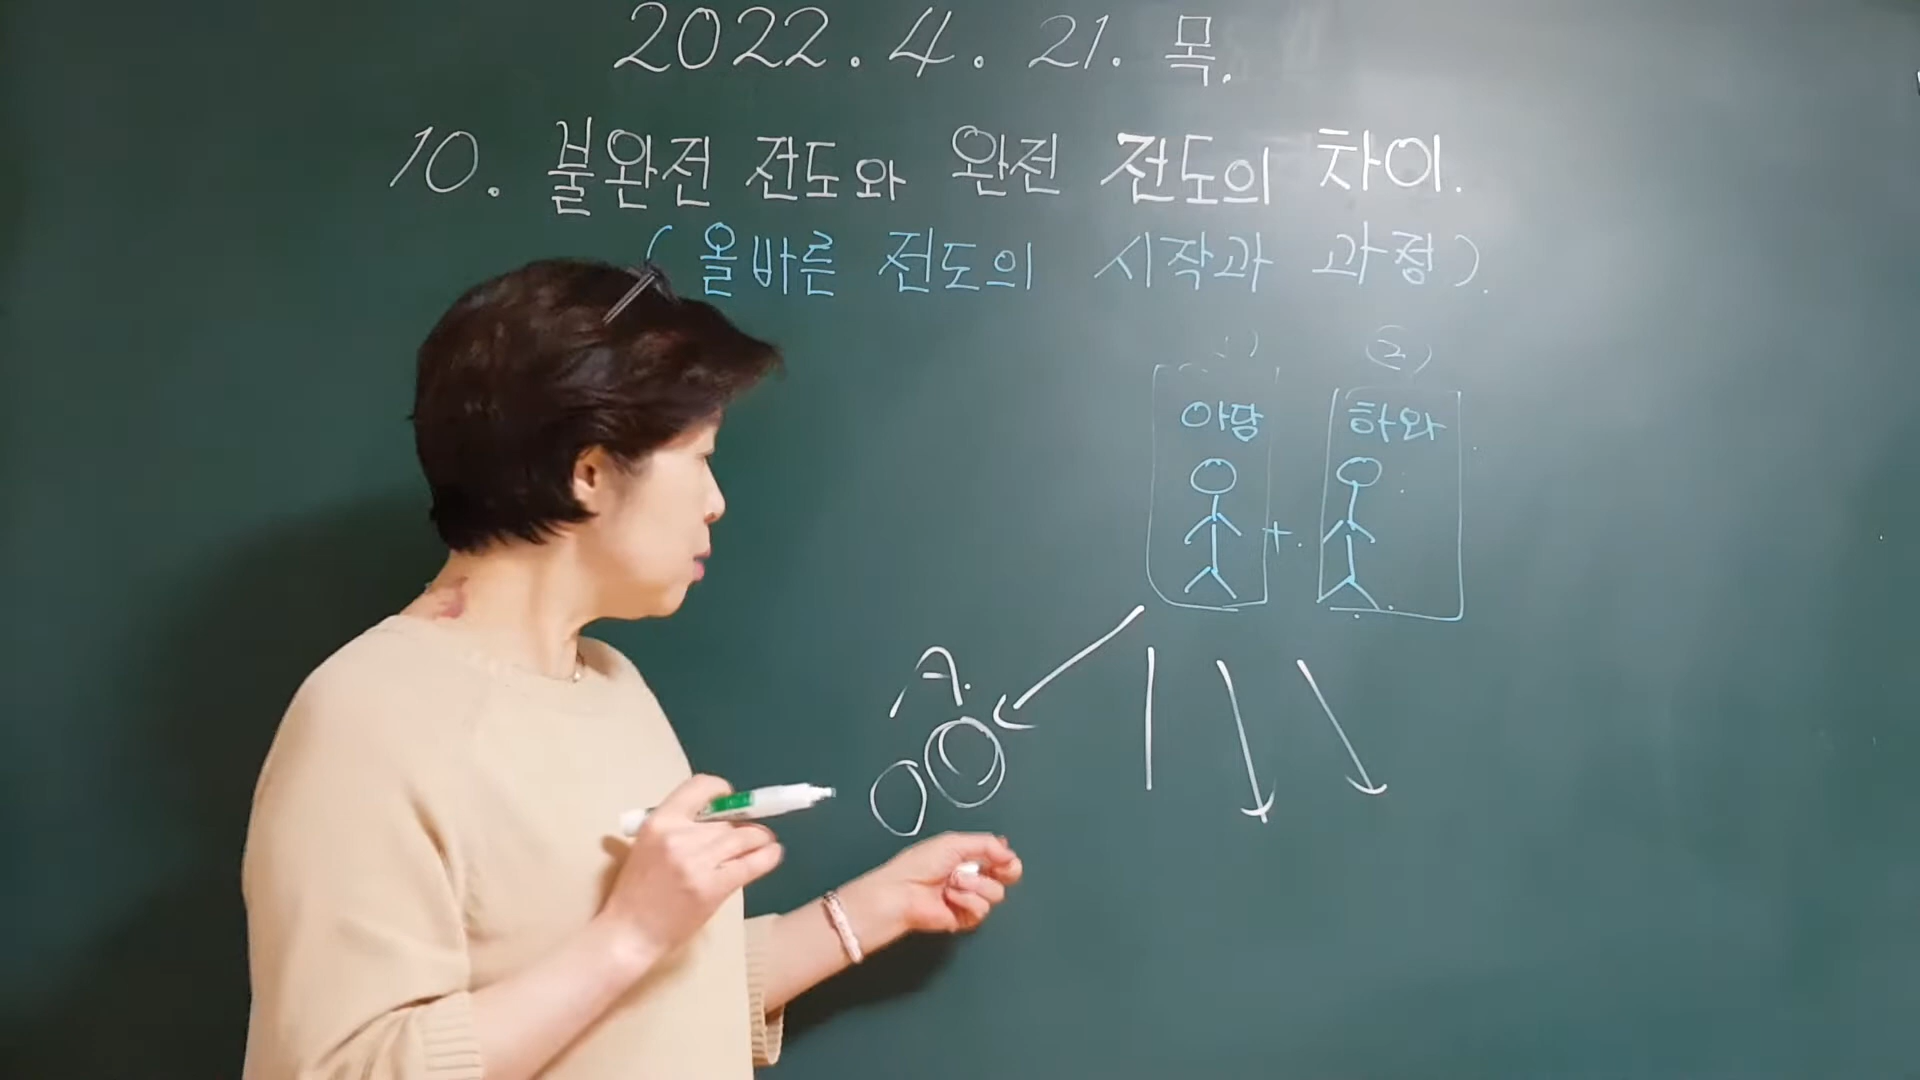 2022. 4. 21. 목.
10. 불완전 전도와 완전 전도의 차이.
(올바른 전도의 시작과 과정).
1) (2)
아담 하와
+.
A.